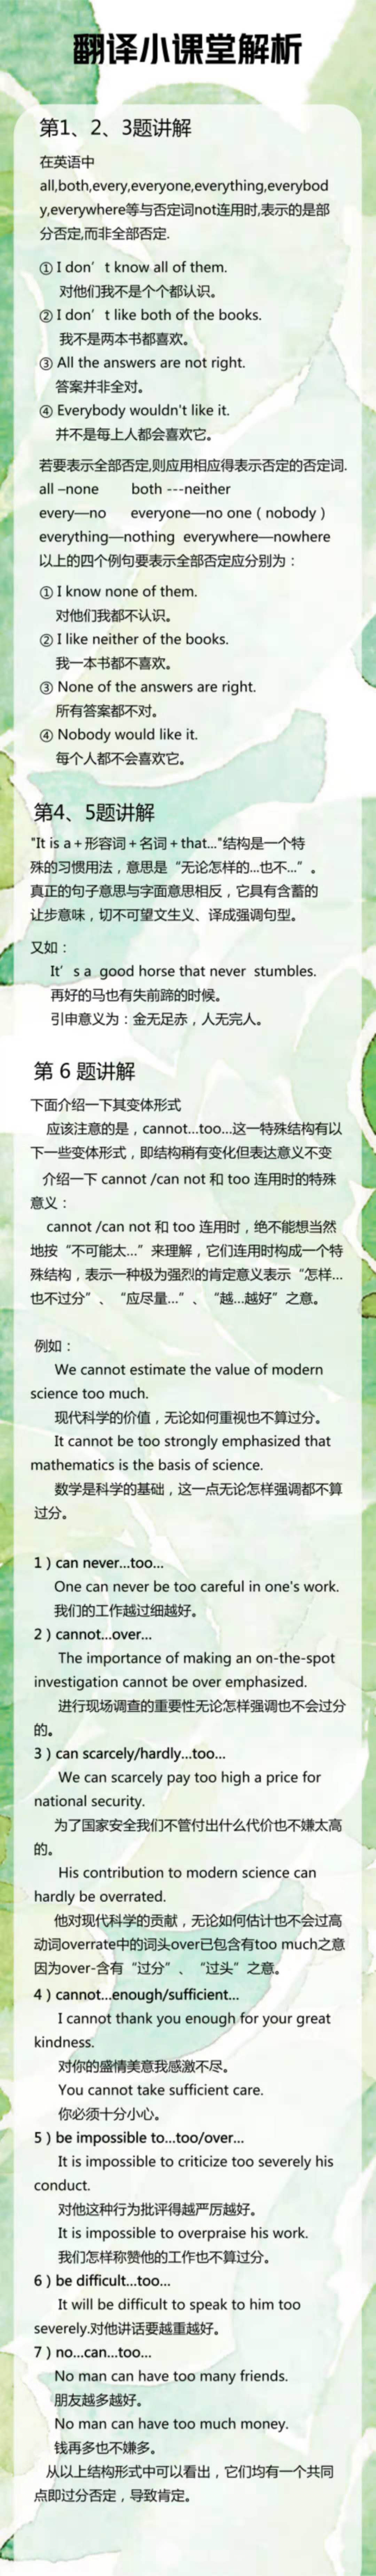 翻译小课堂解析
第1、2、3题讲解
在英语中
all,both,every,everyone,everything,everybod
y,everywhere等与否定词not连用时,表示的是部
分否定,而非全部否定.
① I don't know all of them.
对他们我不是个个都认识。
② I don't like both of the books.
我不是两本书都喜欢。
③ All the answers are not right.
答案并非全对。
④ Everybody wouldn't like it.
并不是每上人都会喜欢它。
若要表示全部否定,则应用相应得表示否定的否定词.
all –none both ---neither
every—no everyone—no one ( nobody )
everything—nothing everywhere—nowhere
以上的四个例句要表示全部否定应分别为：
① I know none of them.
对他们我都不认识。
② I like neither of the books.
我一本书都不喜欢。
③ None of the answers are right.
所有答案都不对。
④ Nobody would like it.
每个人都不会喜欢它。
第4、5题讲解
"It is a + 形容词 + 名词 + that..."结构是一个特
殊的习惯用法，意思是“无论怎样的...也不...”。
真正的句子意思与字面意思相反，它具有含蓄的
让步意味，切不可望文生义、译成强调句型。
又如：
It' s a good horse that never stumbles.
再好的马也有失前蹄的时候。
引申意义为：金无足赤，人无完人。
第 6 题讲解
下面介绍一下其变体形式
应该注意的是，cannot...too...这一特殊结构有以
下一些变体形式，即结构稍有变化但表达意义不变
介绍一下 cannot /can not 和 too 连用时的特殊
意义：
cannot /can not 和 too 连用时，绝不能想当然
地按“不可能太...”来理解，它们连用时构成一个特
殊结构，表示一种极为强烈的肯定意义表示“怎样...
也不过分”、“应尽量...”、“越...越好”之意。
例如：
We cannot estimate the value of modern
science too much.
现代科学的价值，无论如何重视也不算过分。
It cannot be too strongly emphasized that
mathematics is the basis of science.
数学是科学的基础，这一点无论怎样强调都不算
过分。
1 ) can never...too...
One can never be too careful in one's work.
我们的工作越过细越好。
2 ) cannot...over...
The importance of making an on-the-spot
investigation cannot be over emphasized.
进行现场调查的重要性无论怎样强调也不会过分
的。
3 ) can scarcely/hardly...too...
We can scarcely pay too high a price for
national security.
为了国家安全我们不管付出什么代价也不嫌太高
的。
His contribution to modern science can
hardly be overrated.
他对现代科学的贡献，无论如何估计也不会过高
动词overrate中的词头over已包含有too much之意
因为over-含有“过分”、“过头”之意。
4 ) cannot...enough/sufficient...
I cannot thank you enough for your great
kindness.
对你的盛情美意我感激不尽。
You cannot take sufficient care.
你必须十分小心。
5 ) be impossible to...too/over...
It is impossible to criticize too severely his
conduct.
对他这种行为批评得越严厉越好。
It is impossible to overpraise his work.
我们怎样称赞他的工作也不算过分。
6 ) be difficult...too...
It will be difficult to speak to him too
severely.对他讲话要越重越好。
7 ) no...can...too...
No man can have too many friends.
朋友越多越好。
No man can have too much money.
钱再多也不嫌多。
从以上结构形式中可以看出，它们均有一个共同
点即过分否定，导致肯定。